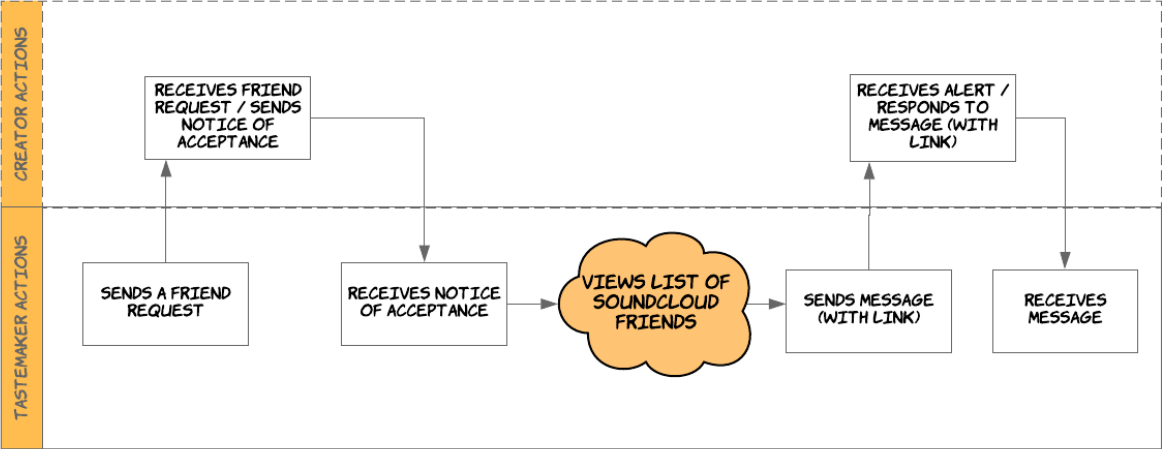 CREATOR ACTIONS
RECEIVES FRIEND
REQUEST / SENDS
NOTICE OF
ACCEPTANCE
RECEIVES ALERT /
RESPONDS TO
MESSAGE (WITH
LINK)
TASTEMAKER ACTIONS
SENDS A FRIEND
REQUEST
RECEIVES NOTICE
OF ACCEPTANCE
VIEWS LIST OF
SOUNDCLOUD
FRIENDS
SENDS MESSAGE
(WITH LINK)
RECEIVES
MESSAGE